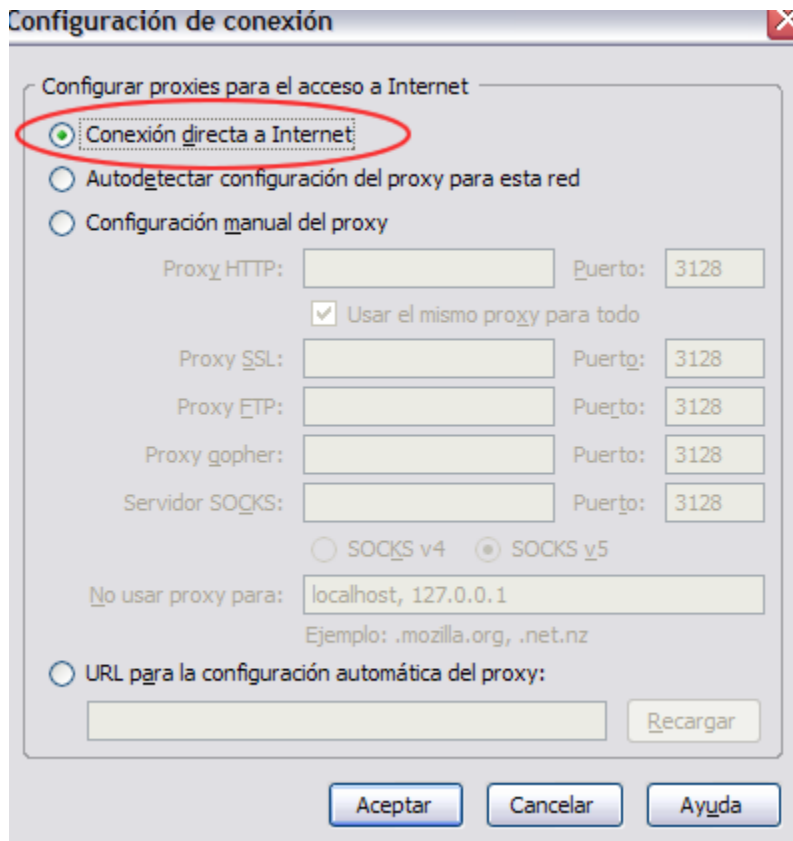 Configuración de conexión
Configurar proxies para el acceso a Internet
Conexión directa a Internet
Autodetectar configuración del proxy para esta red
Configuración manual del proxy
Proxy HTTP: Puerto: 3128
Usar el mismo proxy para todo
Proxy SSL: Puerto: 3128
Proxy FTP: Puerto: 3128
Proxy gopher: Puerto: 3128
Servidor SOCKS: Puerto: 3128
SOCKS v4 SOCKS v5
No usar proxy para: localhost, 127.0.0.1
Ejemplo: .mozilla.org, .net.nz
URL para la configuración automática del proxy:
Recargar
Aceptar Cancelar Ayuda